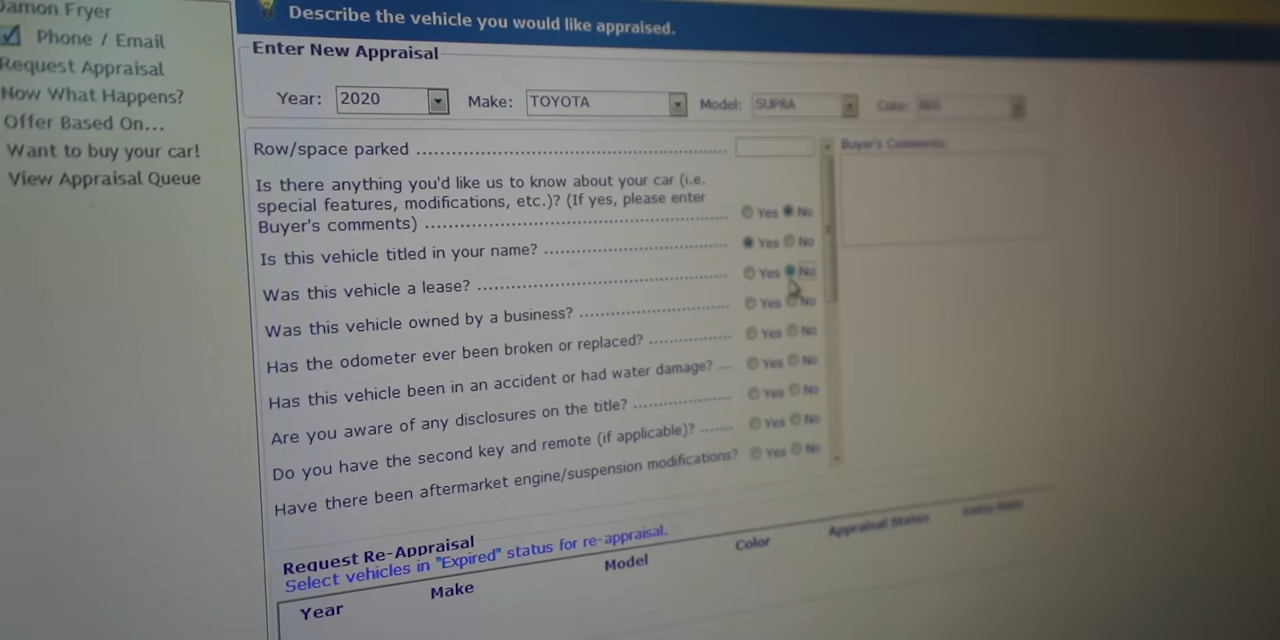 Damon Fryer
Phone / Email
Request Appraisal
Now What Happens?
Offer Based On...
Want to buy your car!
View Appraisal Queue
Describe the vehicle you would like appraised.
Enter New Appraisal
Year: 2020 Make: TOYOTA Model: SUPRA Color: RED
Row/space parked
Buyer's Comments:
Is there anything you'd like us to know about your car (i.e.
special features, modifications, etc.)? (If yes, please enter
Buyer's comments) Yes No
Is this vehicle titled in your name? Yes No
Was this vehicle a lease? Yes No
Was this vehicle owned by a business? Yes No
Has the odometer ever been broken or replaced? Yes No
Has this vehicle been in an accident or had water damage? ... Yes No
Are you aware of any disclosures on the title? Yes No
Do you have the second key and remote (if applicable)? Yes No
Have there been aftermarket engine/suspension modifications? Yes No
Request Re-Appraisal
Select vehicles in "Expired" status for re-appraisal.
Year Make Model Color Appraisal Status